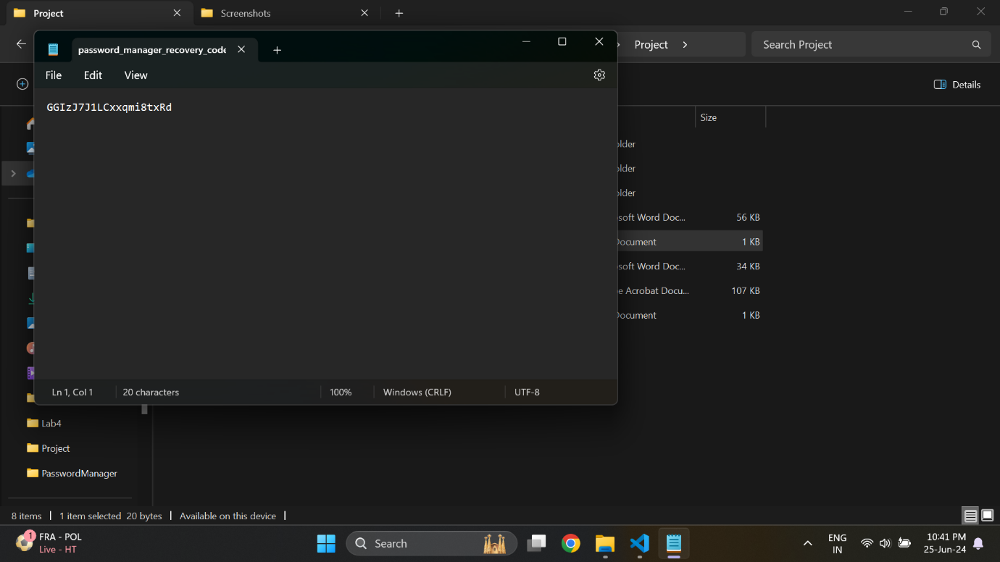 Project
Screenshots
password_manager_recovery_code
Project
Search Project
File
Edit
View
Details
GGIzJ7J1LCxxqmi8txRd
Size
older
older
older
soft Word Doc...
56 KB
Document
1 KB
soft Word Doc...
34 KB
e Acrobat Docu...
107 KB
Document
1 KB
Ln 1, Col 1
20 characters
100%
Windows (CRLF)
UTF-8
Lab4
Project
PasswordManager
8 items
1 item selected 20 bytes
Available on this device
1
FRA - POL
Live - HT
Search
ENG
IN
10:41 PM
25-Jun-24